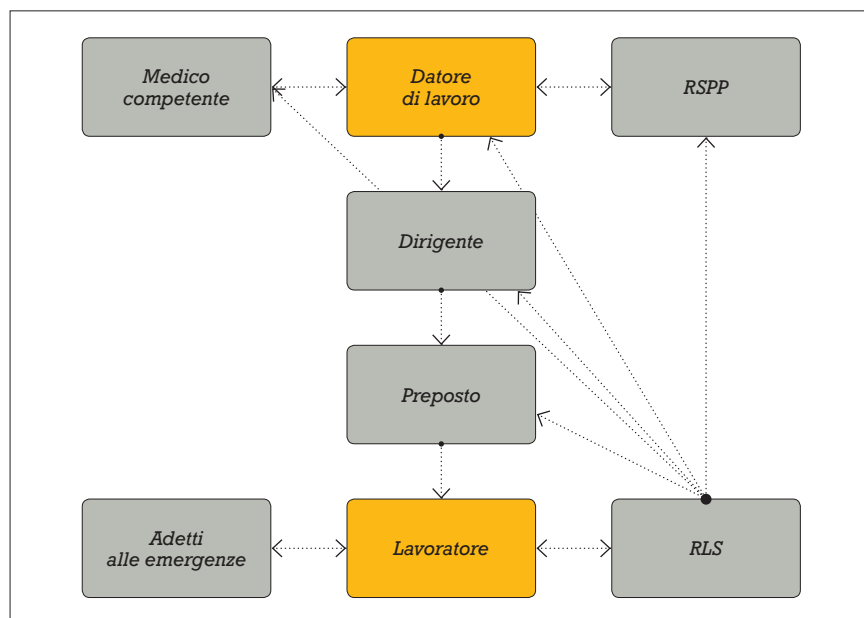 Medico
competente
Datore
di lavoro
RSPP
Dirigente
Preposto
Adetti
alle emergenze
Lavoratore
RLS